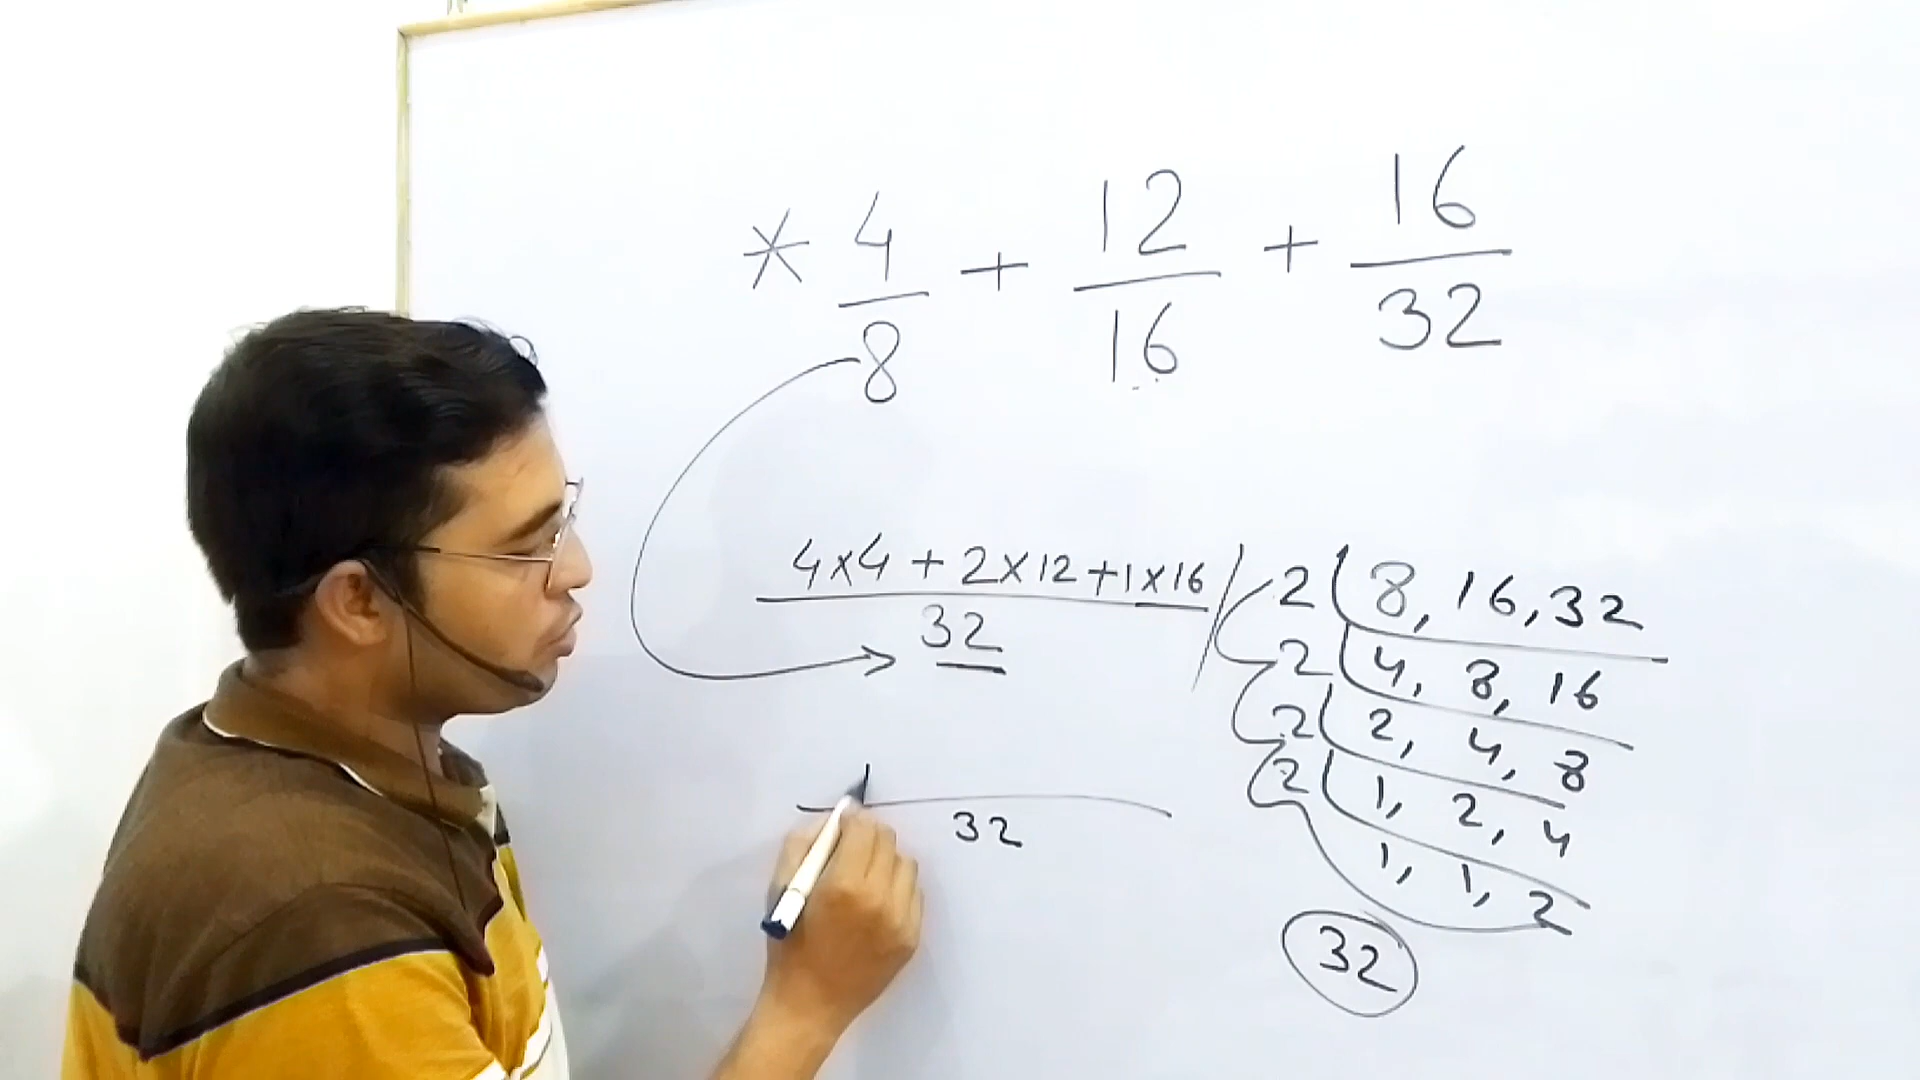 * 4/8 + 12/16 + 16/32
4×4 + 2×12 + 1×16
32
32
2 8, 16, 32
2 4, 8, 16
2 2, 4, 8
2 1, 2, 4
1, 1, 2
32